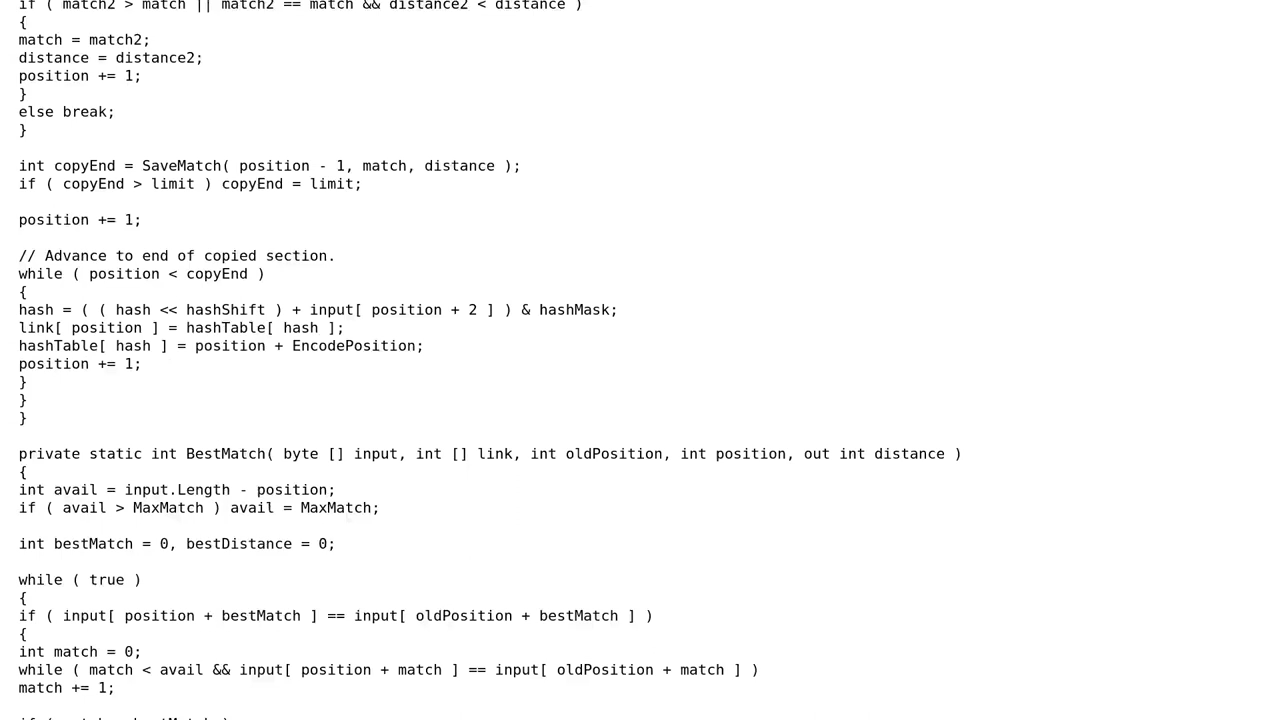 if ( match2 > match || match2 == match && distance2 < distance )
{
match = match2;
distance = distance2;
position += 1;
}
else break;
}
int copyEnd = SaveMatch( position - 1, match, distance );
if ( copyEnd > limit ) copyEnd = limit;
position += 1;
// Advance to end of copied section.
while ( position < copyEnd )
{
hash = ( ( hash << hashShift ) + input[ position + 2 ] ) & hashMask;
link[ position ] = hashTable[ hash ];
hashTable[ hash ] = position + EncodePosition;
position += 1;
}
}
}
private static int BestMatch( byte [] input, int [] link, int oldPosition, int position, out int distance )
{
int avail = input.Length - position;
if ( avail > MaxMatch ) avail = MaxMatch;
int bestMatch = 0, bestDistance = 0;
while ( true )
{
if ( input[ position + bestMatch ] == input[ oldPosition + bestMatch ] )
{
int match = 0;
while ( match < avail && input[ position + match ] == input[ oldPosition + match ] )
match += 1;